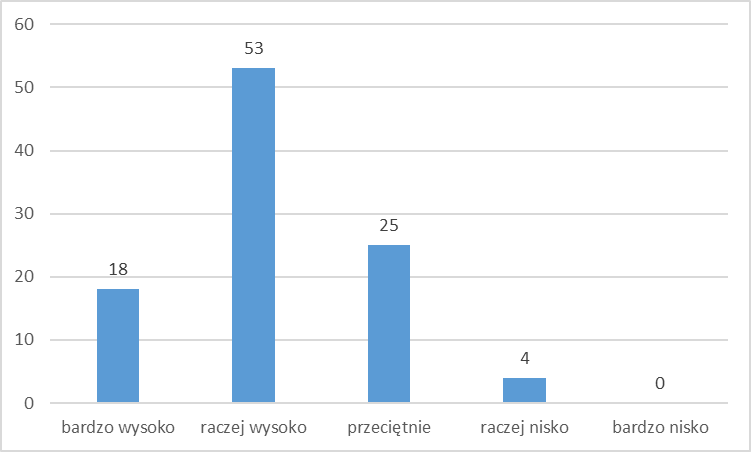 60
53
50
40
30
25
20
18
10
4
0
0
bardzo wysoko
raczej wysoko
przeciętnie
raczej nisko
bardzo nisko